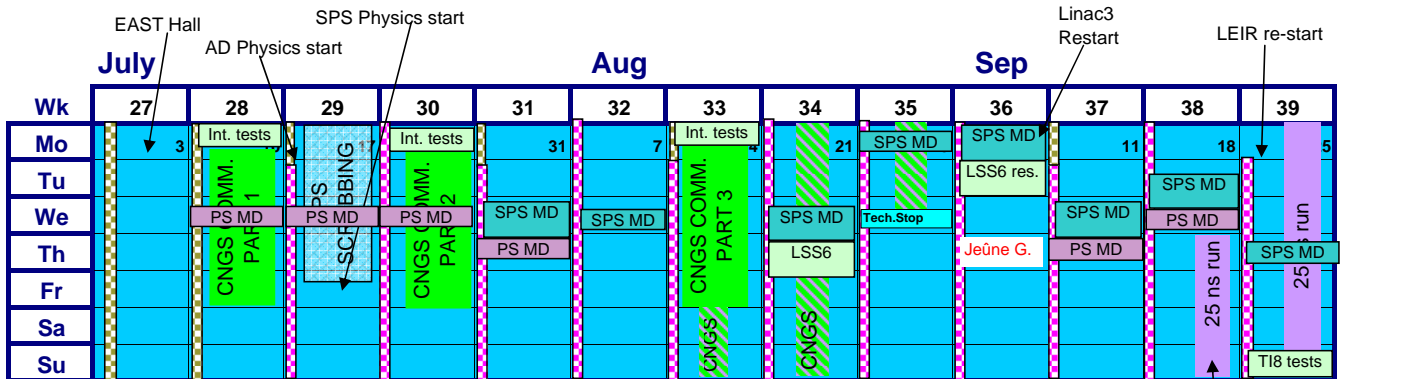 EAST Hall
SPS Physics start
AD Physics start
Linac3
Restart
LEIR re-start
July
Aug
Sep
Wk 27 28 29 30 31 32 33 34 35 36 37 38 39
Mo 3 Int. tests 17 Int. tests 31 7 Int. tests 4 21 SPS MD SPS MD 11 18 5
Tu LSS6 res. SPS MD
We PS MD PS MD PS MD SPS MD SPS MD SPS MD Tech.Stop SPS MD PS MD
Th PS MD LSS6 Jeûne G. PS MD SPS MD
Fr
Sa
Su TI8 tests
CNGS COMM.
PART 1
SCRUBBING
CNGS COMM.
PART 2
CNGS COMM.
PART 3
CNGS
CNGS
25 ns run
25 ns run